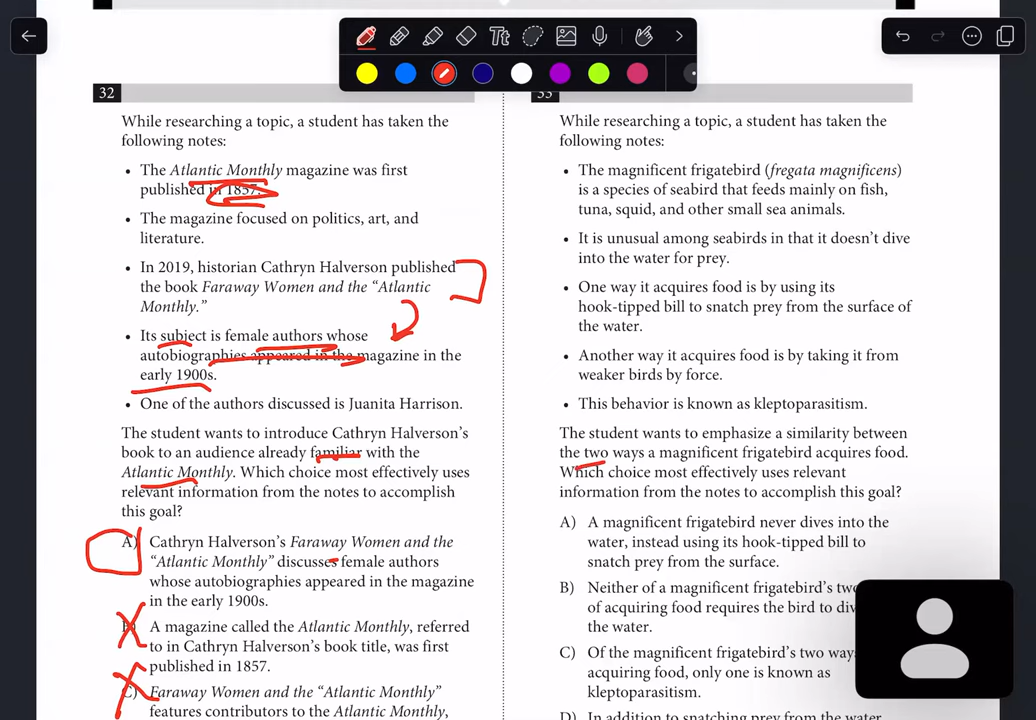 Tt
32
While researching a topic, a student has taken the
following notes:
• The Atlantic Monthly magazine was first
published in 1857.
• The magazine focused on politics, art, and
literature.
• In 2019, historian Cathryn Halverson published
the book Faraway Women and the “Atlantic
Monthly.”
• Its subject is female authors whose
autobiographies appeared in the magazine in the
early 1900s.
• One of the authors discussed is Juanita Harrison.
The student wants to introduce Cathryn Halverson’s
book to an audience already familiar with the
Atlantic Monthly. Which choice most effectively uses
relevant information from the notes to accomplish
this goal?
A) Cathryn Halverson’s Faraway Women and the
“Atlantic Monthly” discusses female authors
whose autobiographies appeared in the magazine
in the early 1900s.
B) A magazine called the Atlantic Monthly, referred
to in Cathryn Halverson’s book title, was first
published in 1857.
C) Faraway Women and the “Atlantic Monthly”
features contributors to the Atlantic Monthly,
33
While researching a topic, a student has taken the
following notes:
• The magnificent frigatebird (fregata magnificens)
is a species of seabird that feeds mainly on fish,
tuna, squid, and other small sea animals.
• It is unusual among seabirds in that it doesn’t dive
into the water for prey.
• One way it acquires food is by using its
hook-tipped bill to snatch prey from the surface of
the water.
• Another way it acquires food is by taking it from
weaker birds by force.
• This behavior is known as kleptoparasitism.
The student wants to emphasize a similarity between
the two ways a magnificent frigatebird acquires food.
Which choice most effectively uses relevant
information from the notes to accomplish this goal?
A) A magnificent frigatebird never dives into the
water, instead using its hook-tipped bill to
snatch prey from the surface.
B) Neither of a magnificent frigatebird’s two
of acquiring food requires the bird to
the water.
C) Of the magnificent frigatebird’s two
acquiring food, only one is known as
kleptoparasitism.
D) In addition to snatching prey from the water